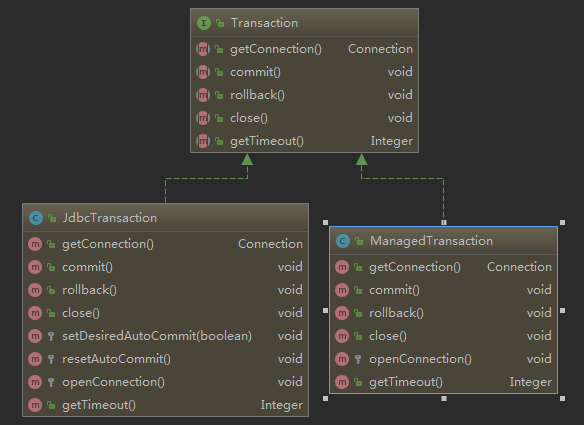 I Transaction
m getConnection() Connection
m commit() void
m rollback() void
m close() void
m getTimeout() Integer
C JdbcTransaction
m getConnection() Connection
m commit() void
m rollback() void
m close() void
m setDesiredAutoCommit(boolean) void
m resetAutoCommit() void
m openConnection() void
m getTimeout() Integer
C ManagedTransaction
m getConnection() Connection
m commit() void
m rollback() void
m close() void
m openConnection() void
m getTimeout() Integer